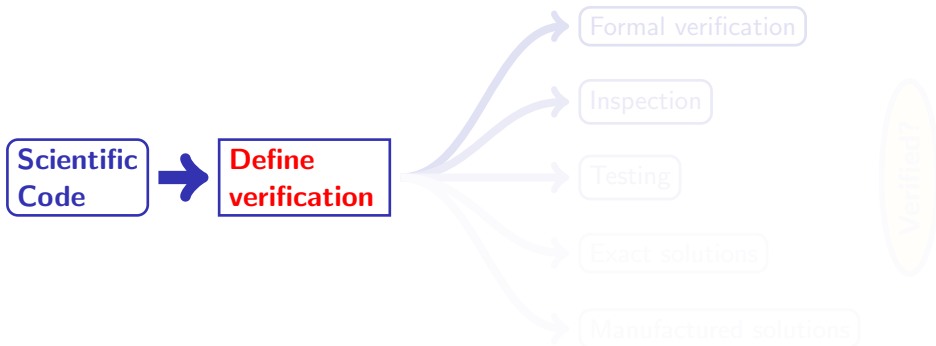 Scientific
Code
Define
verification
Formal verification
Inspection
Testing
Exact solutions
Manufactured solutions
Verified?